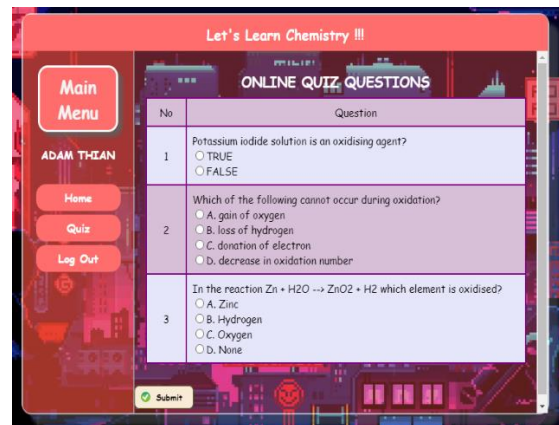 Let's Learn Chemistry !!!
Main
Menu
ADAM THIAN
Home
Quiz
Log Out
ONLINE QUIZ QUESTIONS
No
Question
1
Potassium iodide solution is an oxidising agent?
TRUE
FALSE
2
Which of the following cannot occur during oxidation?
A. gain of oxygen
B. loss of hydrogen
C. donation of electron
D. decrease in oxidation number
3
In the reaction Zn + H2O --> ZnO2 + H2 which element is oxidised?
A. Zinc
B. Hydrogen
C. Oxygen
D. None
Submit